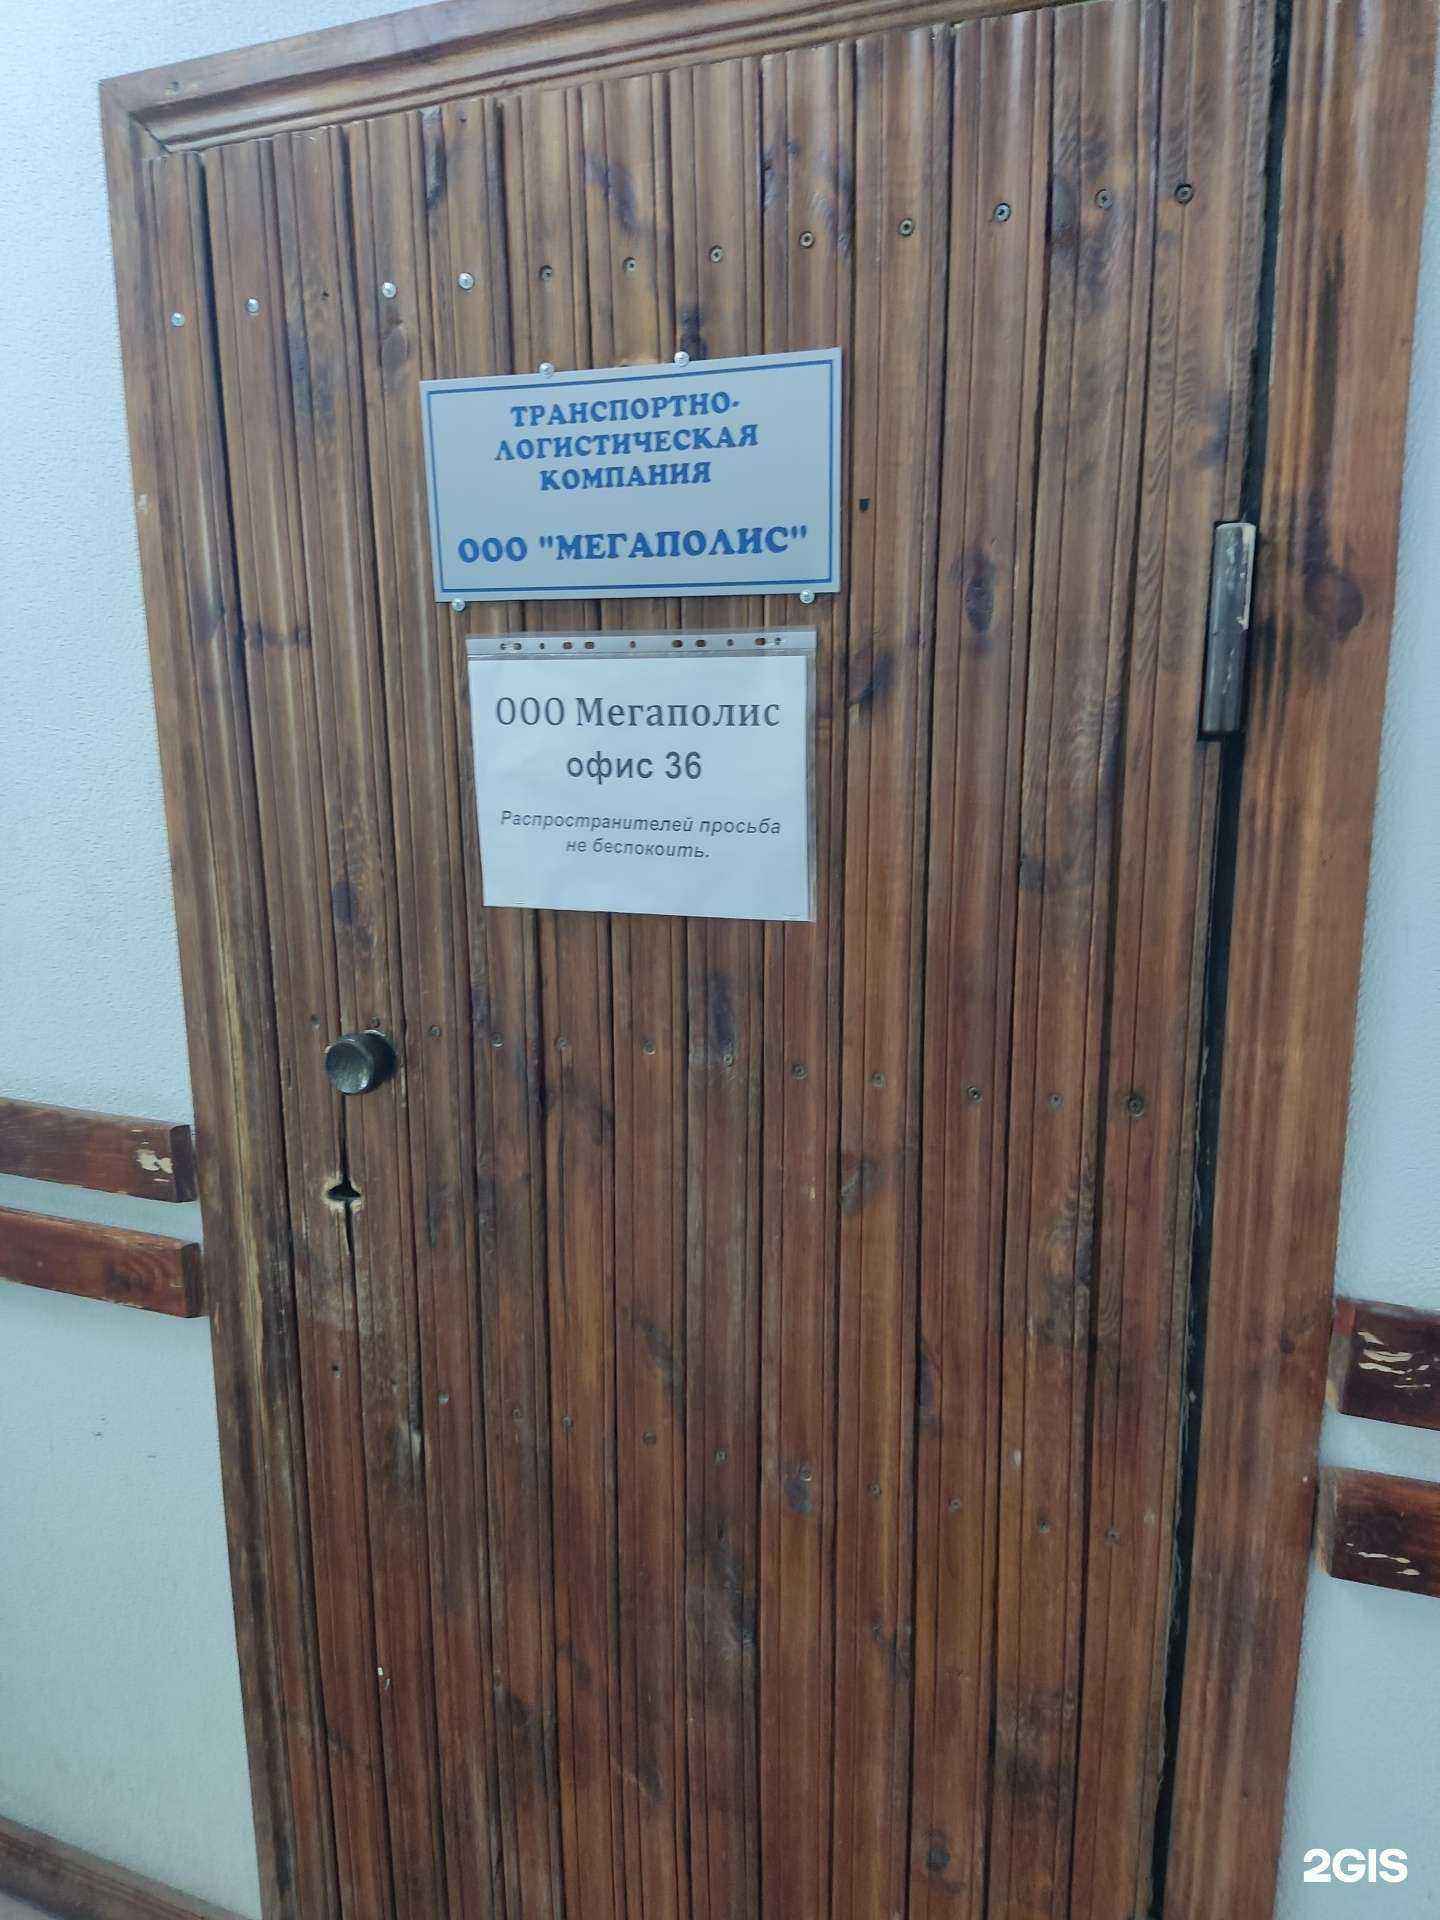 ТРАНСПОРТНО-
ЛОГИСТИЧЕСКАЯ
КОМПАНИЯ
ООО "МЕГАПОЛИС"
ООО Мегаполис
офис 36
Распространителей просьба
не беспокоить.
2GIS